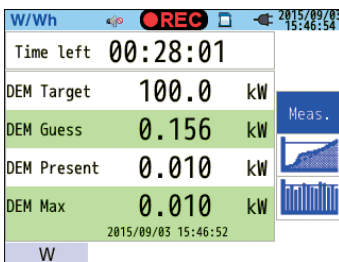 W/Wh REC 2015/09/03
15:46:54
Time left 00:28:01
DEM Target 100.0 kW
DEM Guess 0.156 kW
Meas.
DEM Present 0.010 kW
DEM Max 0.010 kW
2015/09/03 15:46:52
W